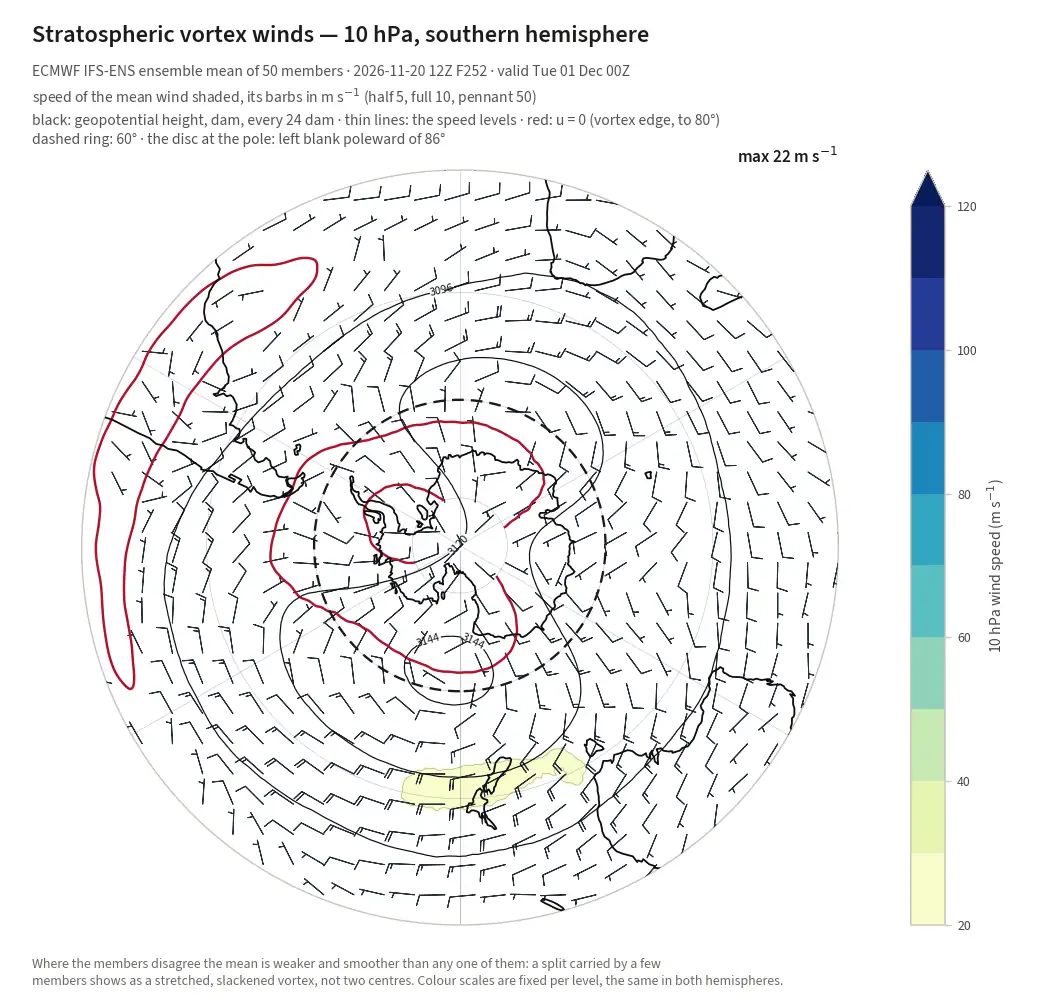 Stratospheric vortex winds — 10 hPa, southern hemisphere
ECMWF IFS-ENS ensemble mean of 50 members · 2026-11-20 12Z F252 · valid Tue 01 Dec 00Z
speed of the mean wind shaded, its barbs in m s⁻¹ (half 5, full 10, pennant 50)
black: geopotential height, dam, every 24 dam · thin lines: the speed levels · red: u = 0 (vortex edge, to 80°)
dashed ring: 60° · the disc at the pole: left blank poleward of 86°
max 22 m s⁻¹
120
100
80
60
40
20
10 hPa wind speed (m s⁻¹)
3096
3120
3144
3144
Where the members disagree the mean is weaker and smoother than any one of them: a split carried by a few
members shows as a stretched, slackened vortex, not two centres. Colour scales are fixed per level, the same in both hemispheres.